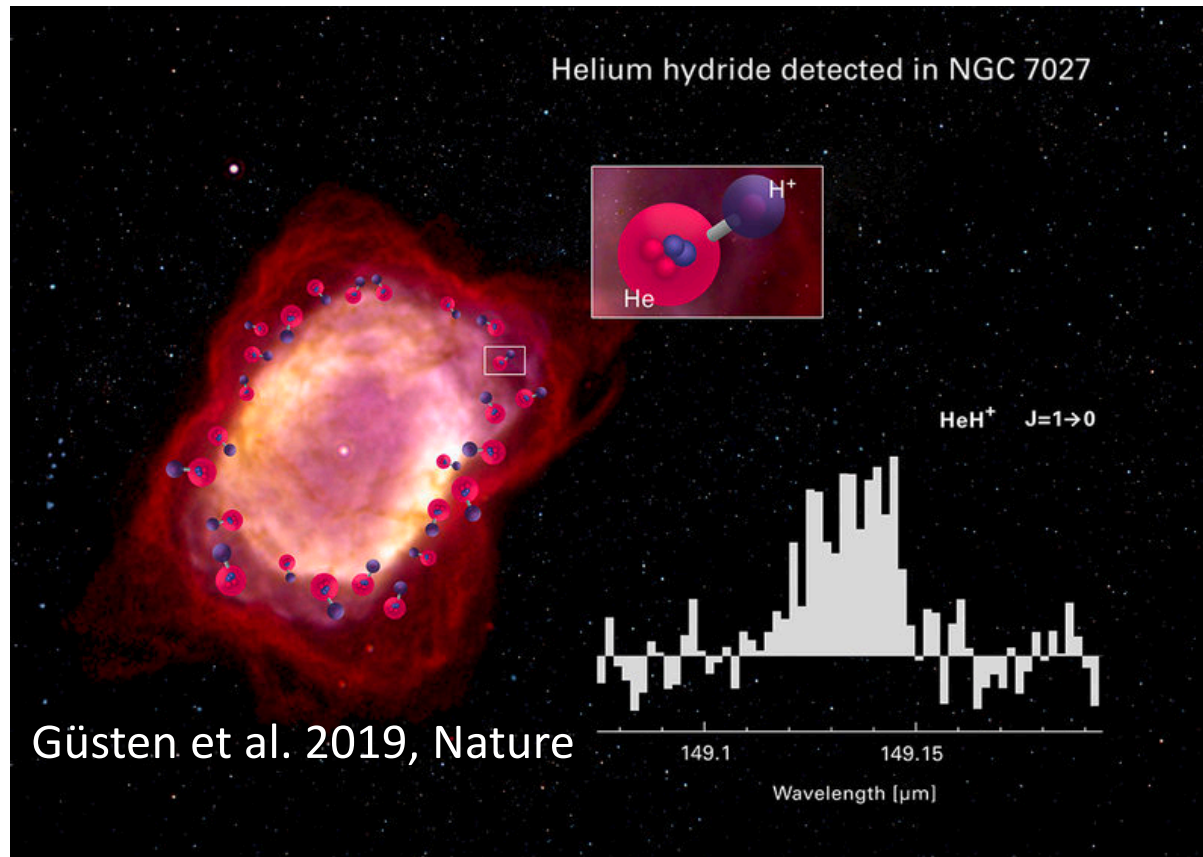 Helium hydride detected in NGC 7027
H⁺
He
HeH⁺ J=1→0
Güsten et al. 2019, Nature
149.1 149.15
Wavelength [µm]